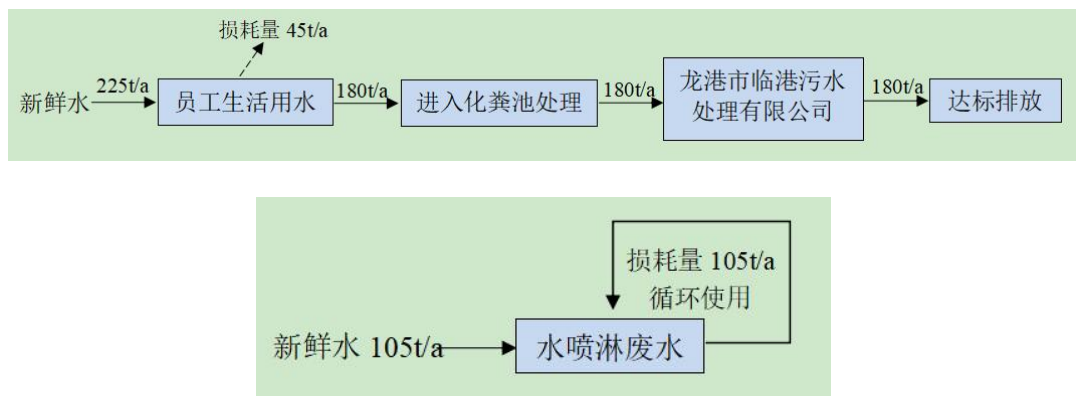 损耗量 45t/a
新鲜水 225t/a 员工生活用水 180t/a 进入化粪池处理 180t/a 龙港市临港污水处理有限公司 180t/a 达标排放
损耗量 105t/a
循环使用
新鲜水 105t/a 水喷淋废水